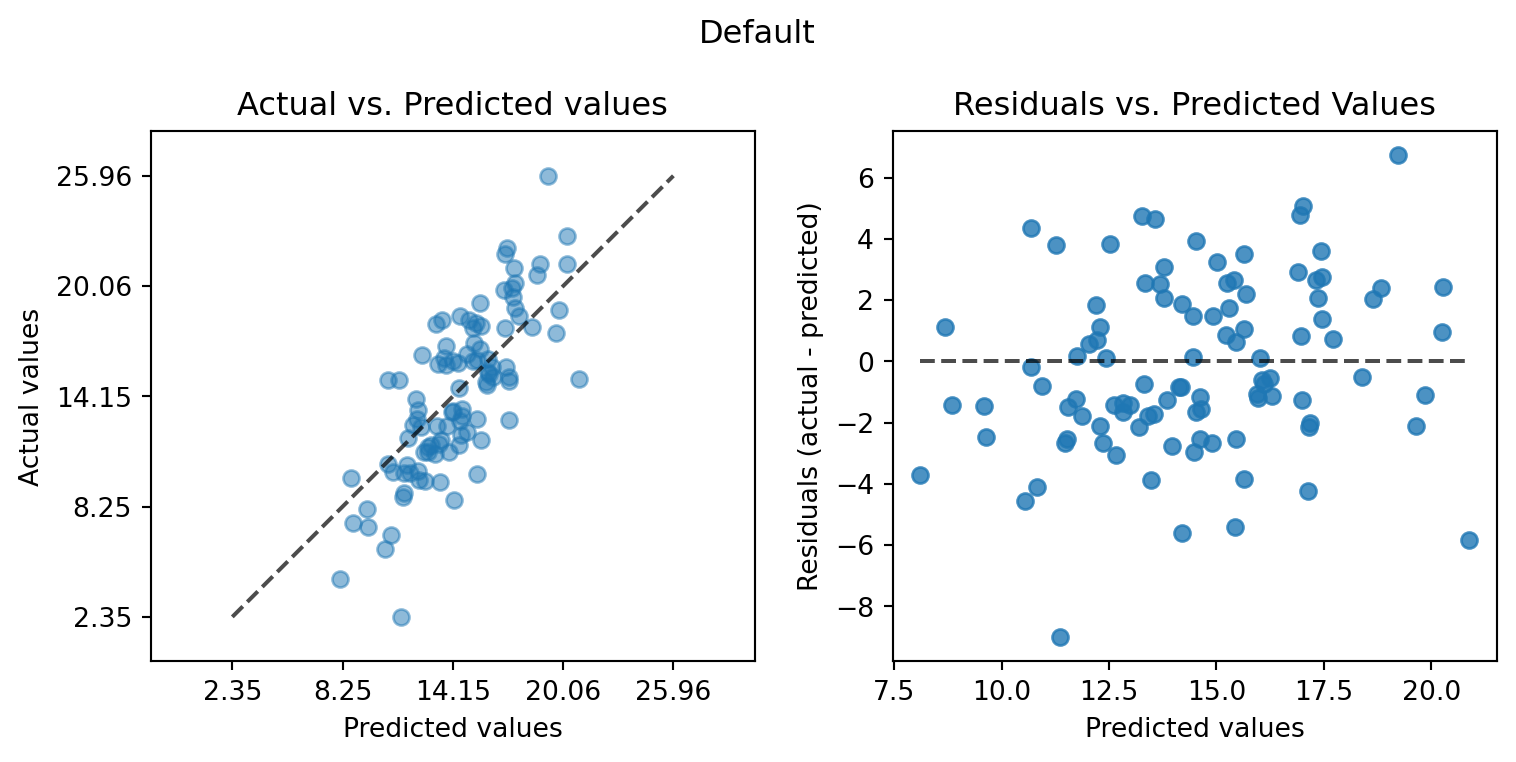 Default
Actual vs. Predicted values
Actual values
25.96
20.06
14.15
8.25
2.35
2.35 8.25 14.15 20.06 25.96
Predicted values
Residuals vs. Predicted Values
Residuals (actual - predicted)
6
4
2
0
−2
−4
−6
−8
7.5 10.0 12.5 15.0 17.5 20.0
Predicted values